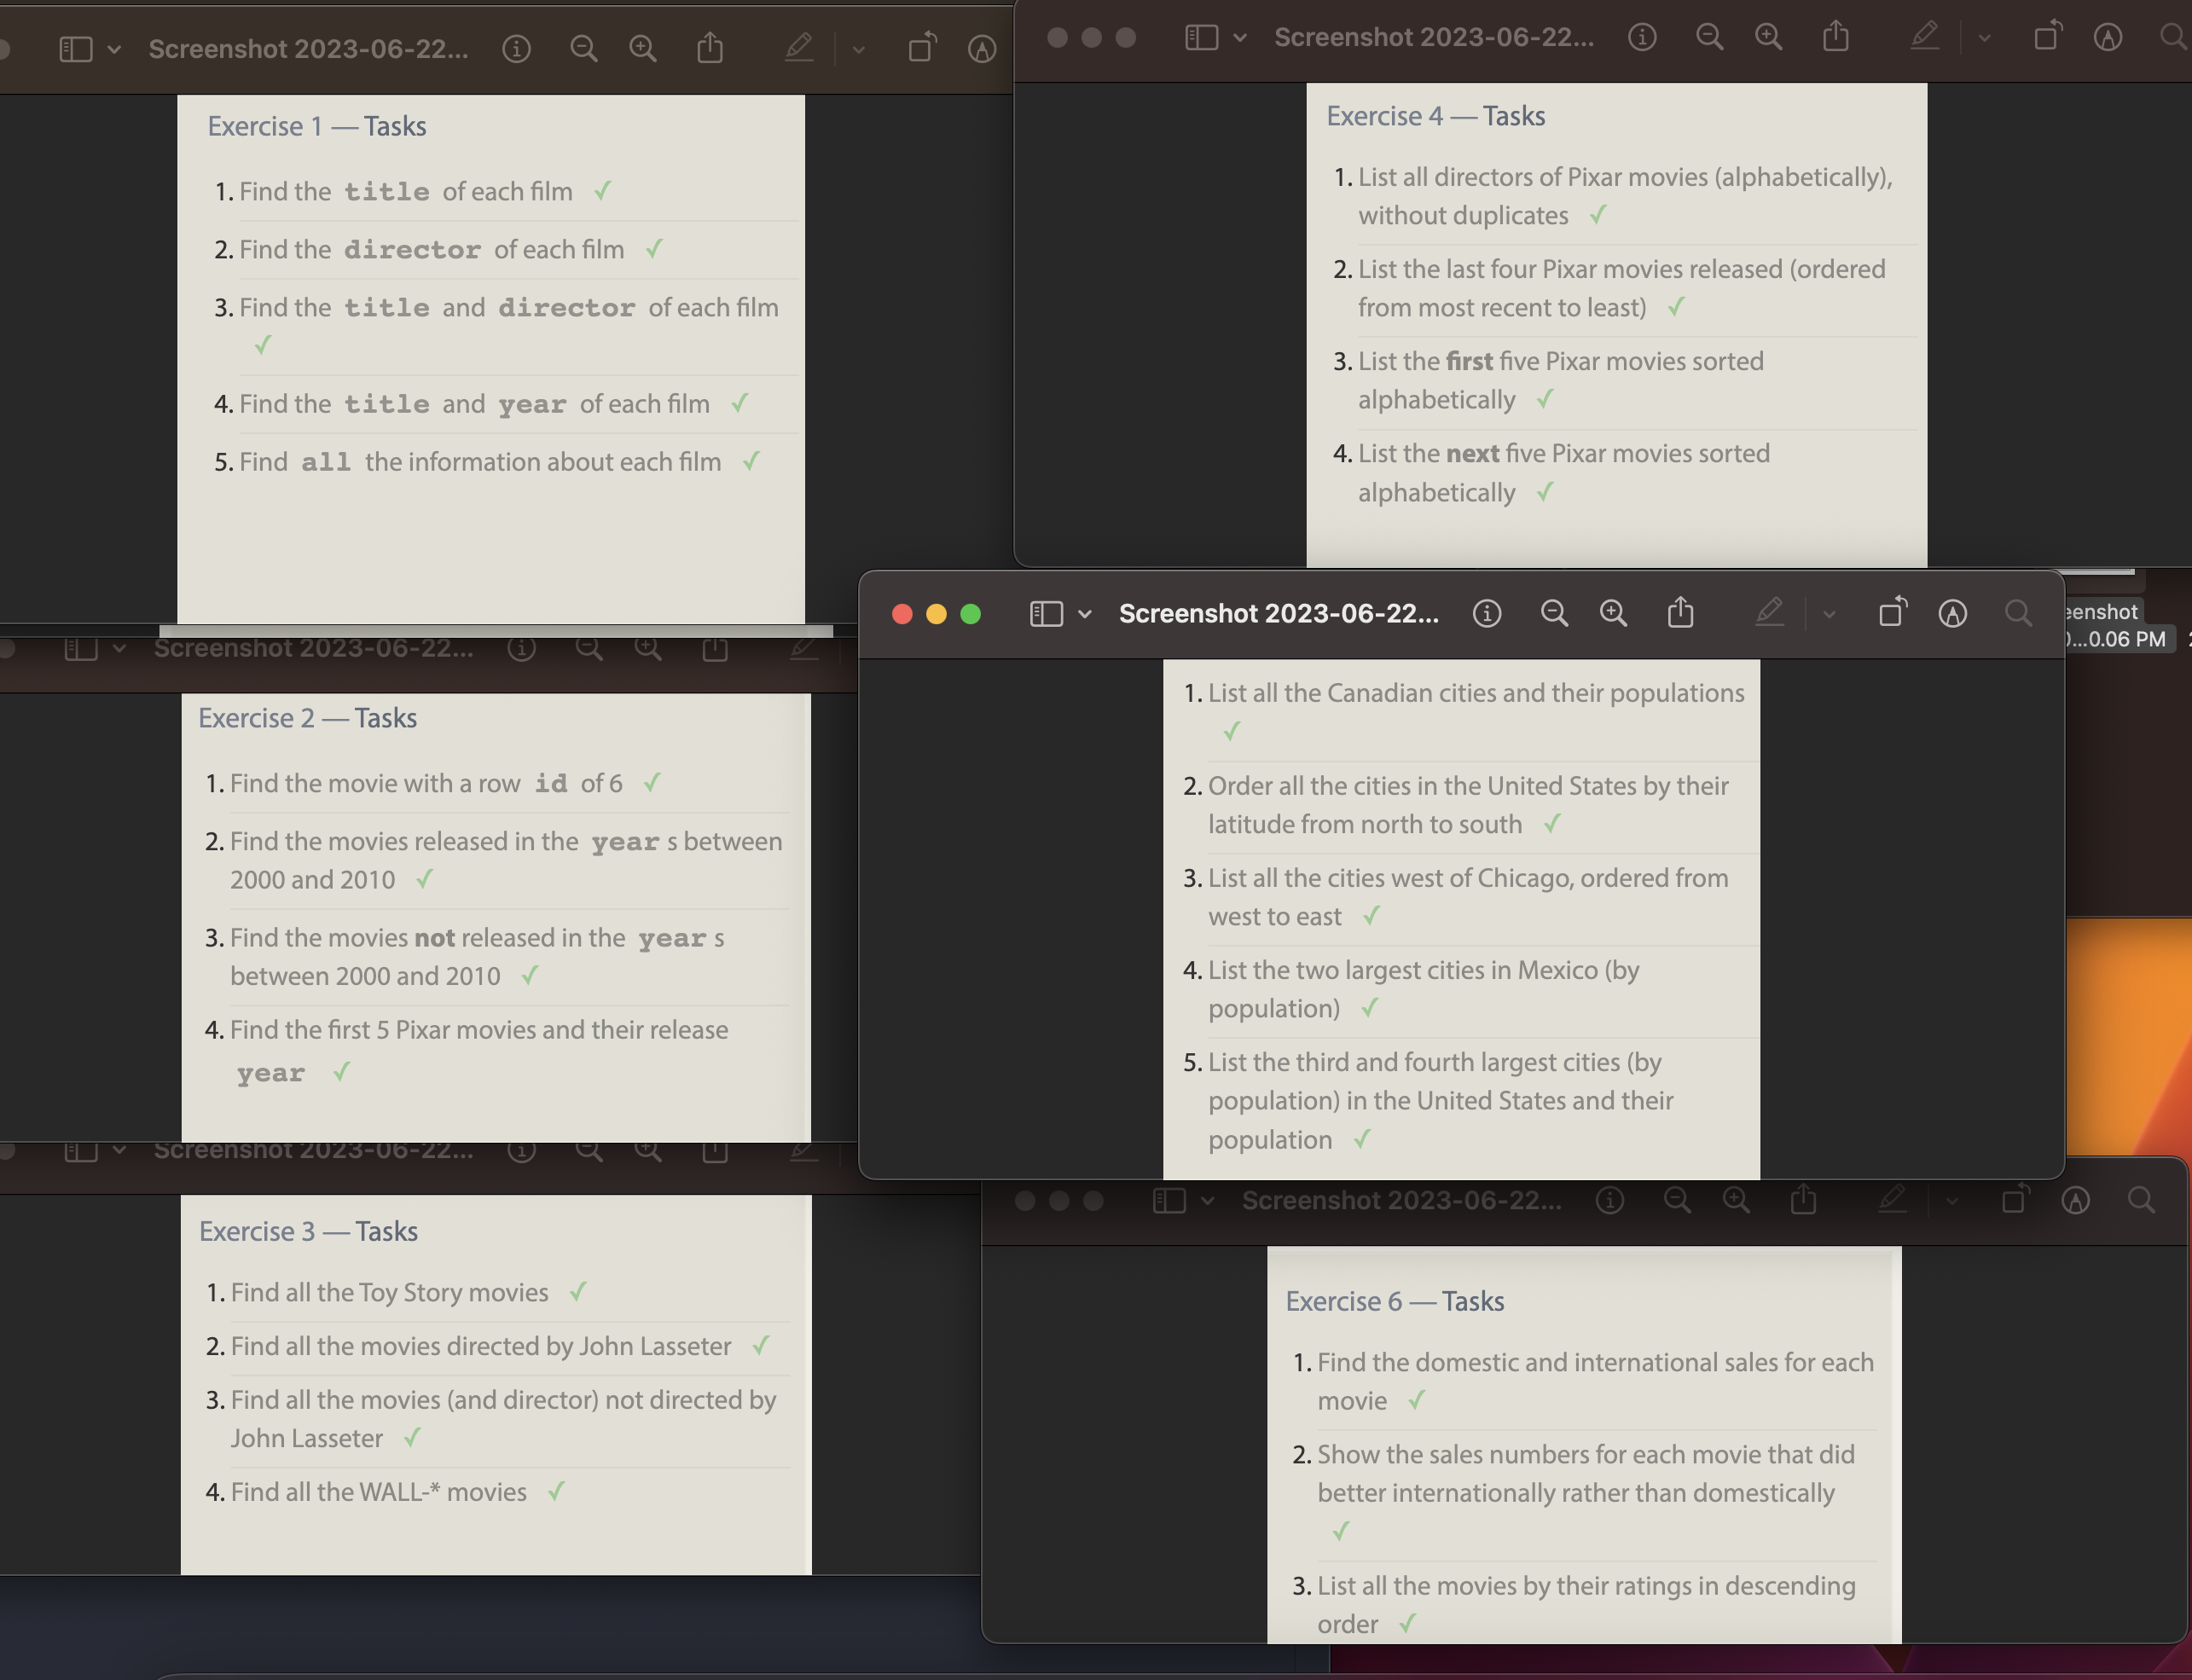 Screenshot 2023-06-22...
Exercise 1 — Tasks
1. Find the title of each film ✓
2. Find the director of each film ✓
3. Find the title and director of each film
✓
4. Find the title and year of each film ✓
5. Find all the information about each film ✓
Screenshot 2023-06-22...
Exercise 4 — Tasks
1. List all directors of Pixar movies (alphabetically),
without duplicates ✓
2. List the last four Pixar movies released (ordered
from most recent to least) ✓
3. List the first five Pixar movies sorted
alphabetically ✓
4. List the next five Pixar movies sorted
alphabetically ✓
Screenshot 2023-06-22...
Exercise 2 — Tasks
1. Find the movie with a row id of 6 ✓
2. Find the movies released in the year s between
2000 and 2010 ✓
3. Find the movies not released in the year s
between 2000 and 2010 ✓
4. Find the first 5 Pixar movies and their release
year ✓
Screenshot 2023-06-22...
1. List all the Canadian cities and their populations
✓
2. Order all the cities in the United States by their
latitude from north to south ✓
3. List all the cities west of Chicago, ordered from
west to east ✓
4. List the two largest cities in Mexico (by
population) ✓
5. List the third and fourth largest cities (by
population) in the United States and their
population ✓
eenshot
...0.06 PM
Screenshot 2023-06-22...
Exercise 3 — Tasks
1. Find all the Toy Story movies ✓
2. Find all the movies directed by John Lasseter ✓
3. Find all the movies (and director) not directed by
John Lasseter ✓
4. Find all the WALL-* movies ✓
Screenshot 2023-06-22...
Exercise 6 — Tasks
1. Find the domestic and international sales for each
movie ✓
2. Show the sales numbers for each movie that did
better internationally rather than domestically
✓
3. List all the movies by their ratings in descending
order ✓